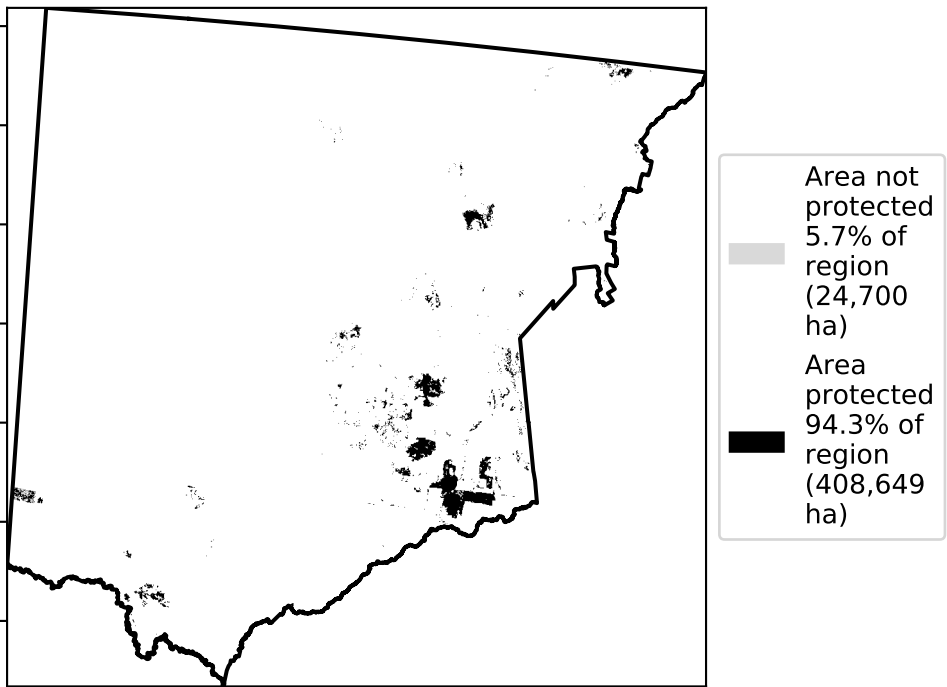 Area not
protected
5.7% of
region
(24,700
ha)
Area
protected
94.3% of
region
(408,649
ha)